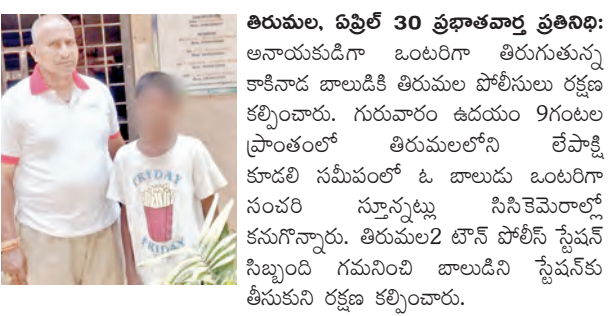 తిరుమల, ఏప్రిల్ 30 ప్రభాతవార్త ప్రతినిధి:
అనాయకుడిగా ఒంటరిగా తిరుగుతున్న
కాకినాడ బాలుడికి తిరుమల పోలీసులు రక్షణ
కల్పించారు. గురువారం ఉదయం 9గంటల
ప్రాంతంలో తిరుమలలోని లేపాక్షి
కూడలి సమీపంలో ఓ బాలుడు ఒంటరిగా
సంచరి స్తూన్నట్లు సిసికెమెరాల్లో
కనుగొన్నారు. తిరుమల2 టౌన్ పోలీస్ స్టేషన్
సిబ్బంది గమనించి బాలుడిని స్టేషన్‌కు
తీసుకుని రక్షణ కల్పించారు.
FRYDAY
FRIDAY